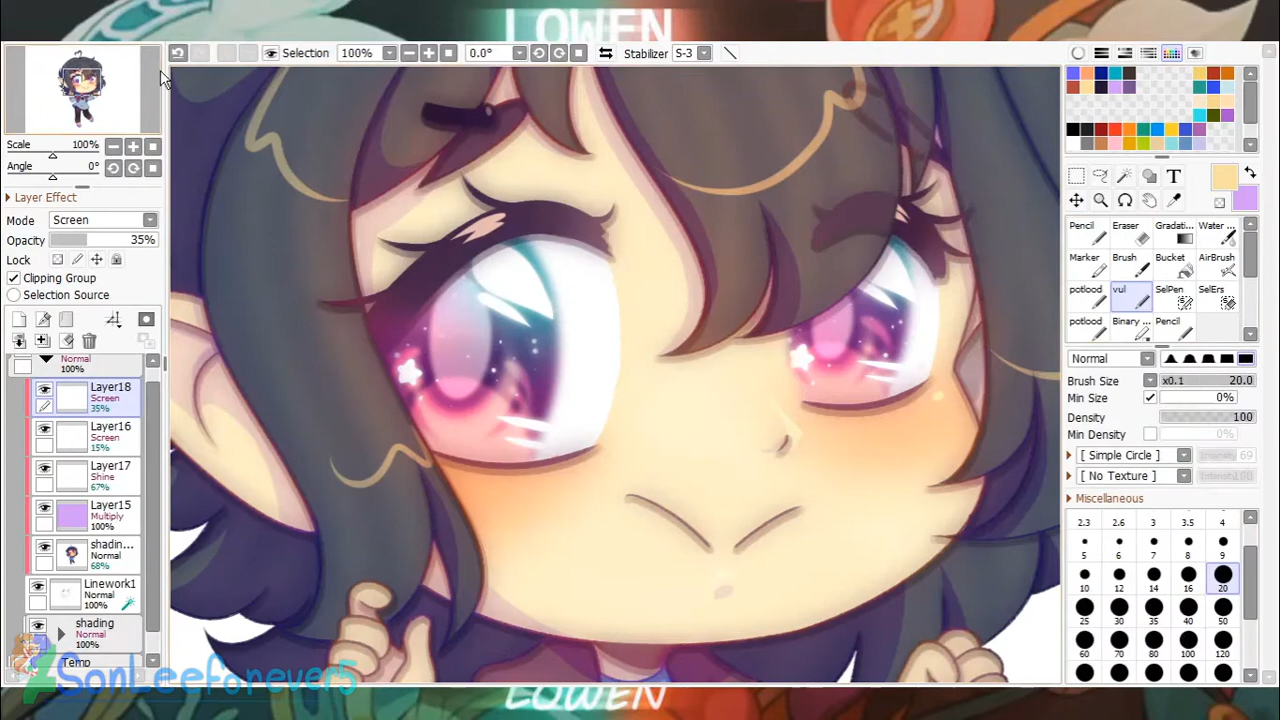 LOWEN
Selection 100% 0.0° Stabilizer S-3
Scale 100%
Angle 0°
Layer Effect
Mode Screen
Opacity 35%
Lock
Clipping Group
Selection Source
Normal
100%
Layer18
Screen
35%
Layer16
Screen
15%
Layer17
Shine
67%
Layer15
Multiply
100%
shadin...
Normal
68%
Linework1
Normal
100%
shading
Normal
100%
Temp
SonLeeforever5
T
Pencil Eraser Gradati... Water ...
Marker Brush Bucket AirBrush
potlood vul SelPen SelErs
potlood Binary ... Pencil
Normal
Brush Size x0.1 20.0
Min Size 0%
Density 100
Min Density 0%
[ Simple Circle ] Intensity 69
[ No Texture ] Intensity 100
Miscellaneous
2.3 2.6 3 3.5 4
5 6 7 8 9
10 12 14 16 20
25 30 35 40 50
60 70 80 100 120
LOWEN